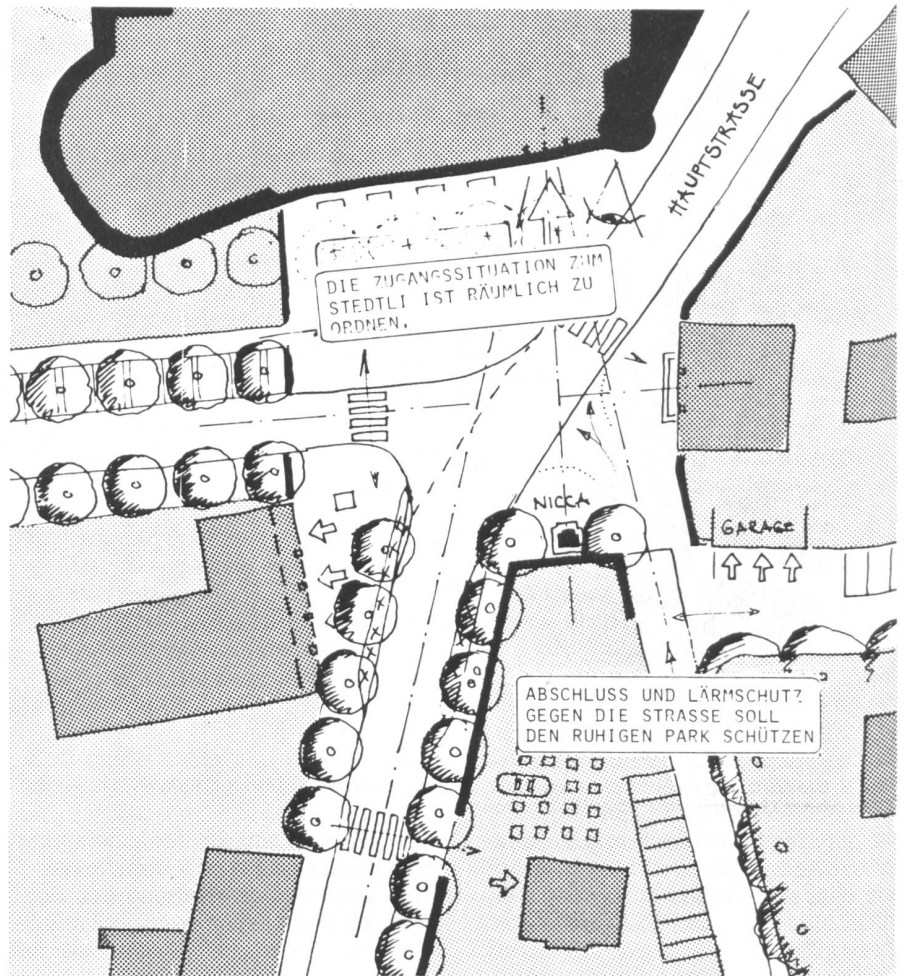 HAUPTSTRASSE
DIE ZUGANGSSITUATION ZUM
STEDTLI IST RÄUMLICH ZU
ORDNEN.
NICCA
GARAGE
ABSCHLUSS UND LÄRMSCHUTZ
GEGEN DIE STRASSE SOLL
DEN RUHIGEN PARK SCHÜTZEN